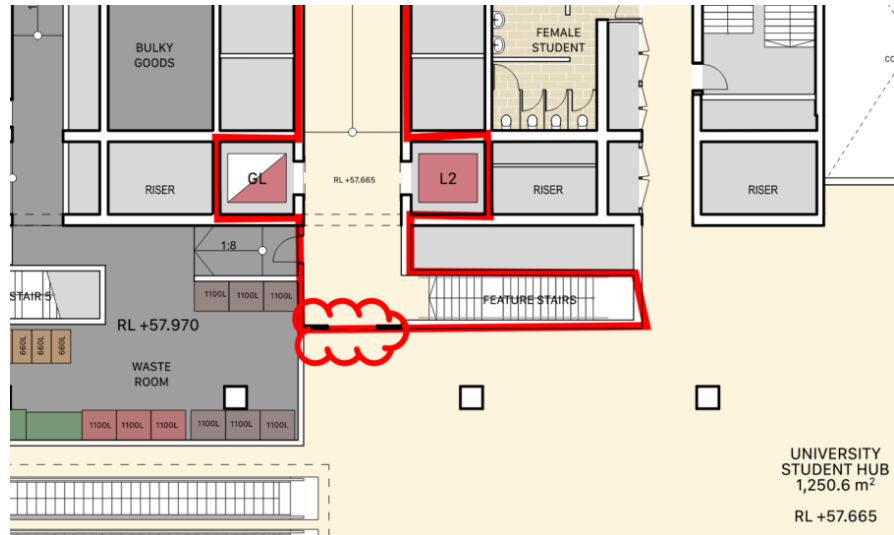 BULKY
GOODS
FEMALE
STUDENT
GL
RL +57.665
L2
RISER
RISER
RISER
1:8
STAIR 5
1100L 1100L 1100L
FEATURE STAIRS
RL +57.970
660L 660L 660L
WASTE
ROOM
1100L 1100L 1100L 1100L 1100L 1100L
UNIVERSITY
STUDENT HUB
1,250.6 m²
RL +57.665